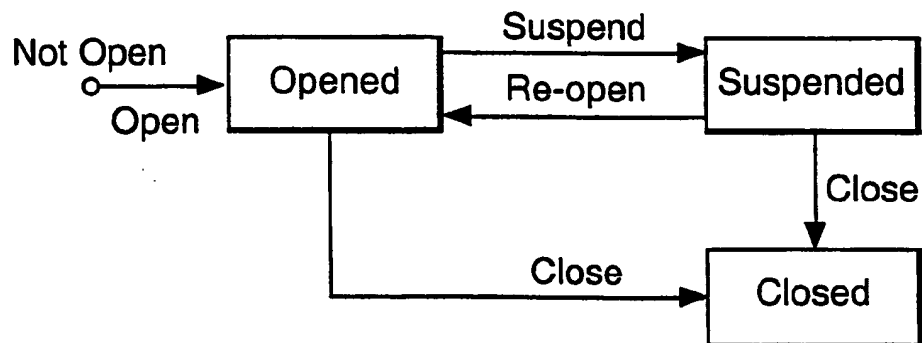 Not Open
Open
Opened
Suspend
Re-open
Suspended
Close
Close
Closed